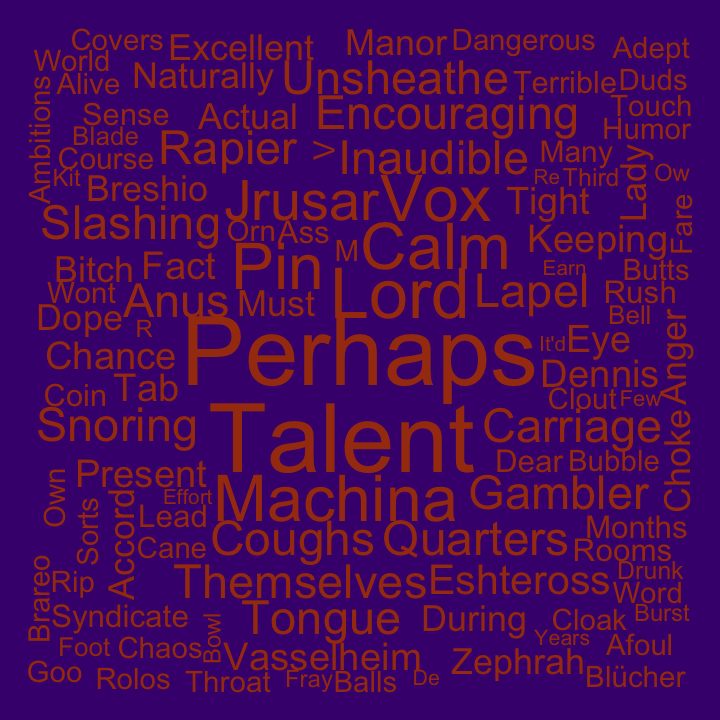 Covers Excellent Manor Dangerous Adept
World Alive Naturally Unsheathe Terrible Duds
Ambitions Sense Actual Encouraging Touch
Blade Humor
Course Rapier > Inaudible Many Lady
Kit Breshio Jrusar Vox Tight Re Third Ow
Slashing Orn Ass M Calm Keeping Fare
Bitch Fact Pin Lord Lapel Earn Butts
Wont Anus Must Rush
Dope R Bell
Chance Perhaps It'd Eye Anger
Coin Tab Dennis Clout Few
Snoring Talent Carriage Choke
Own Present Dear Bubble
Effort Machina Gambler
Sorts Accord Lead Months
Cane Coughs Quarters Rooms
Brareo Rip Themselves Eshteross Drunk Word
Syndicate Tongue During Cloak Burst
Foot Chaos Bowl Years Afoul
Goo Rolos Throat Vasselheim Zephrah Blücher
Fray Balls De